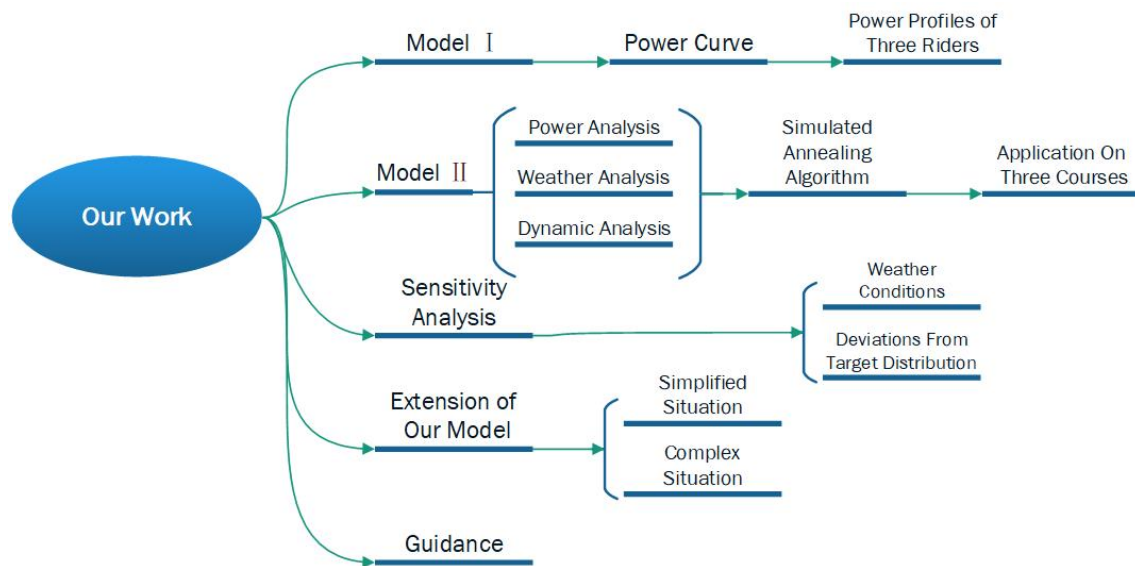 Our Work
Model Ⅰ
Power Curve
Power Profiles of
Three Riders
Model Ⅱ
Power Analysis
Weather Analysis
Dynamic Analysis
Simulated
Annealing
Algorithm
Application On
Three Courses
Sensitivity
Analysis
Weather
Conditions
Deviations From
Target Distribution
Extension of
Our Model
Simplified
Situation
Complex
Situation
Guidance